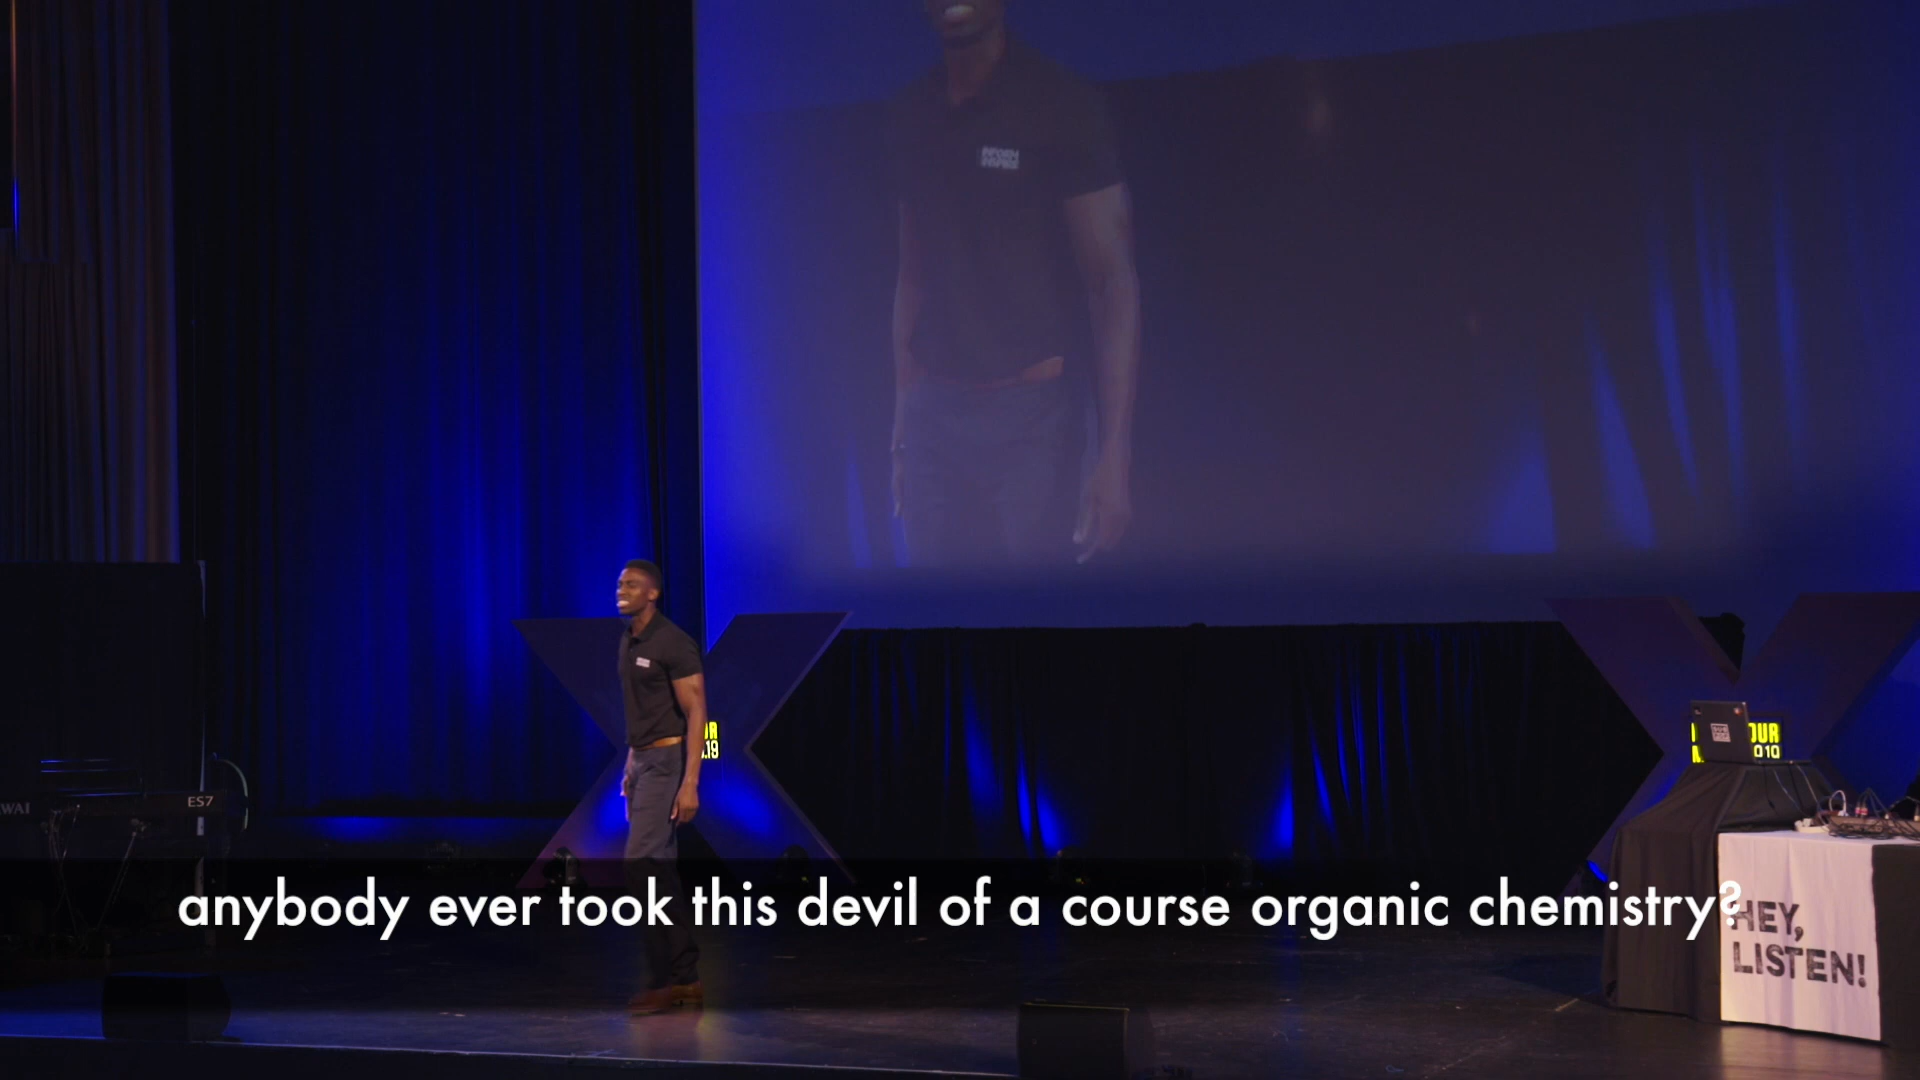 ES7
anybody ever took this devil of a course organic chemistry?
HEY,
LISTEN!